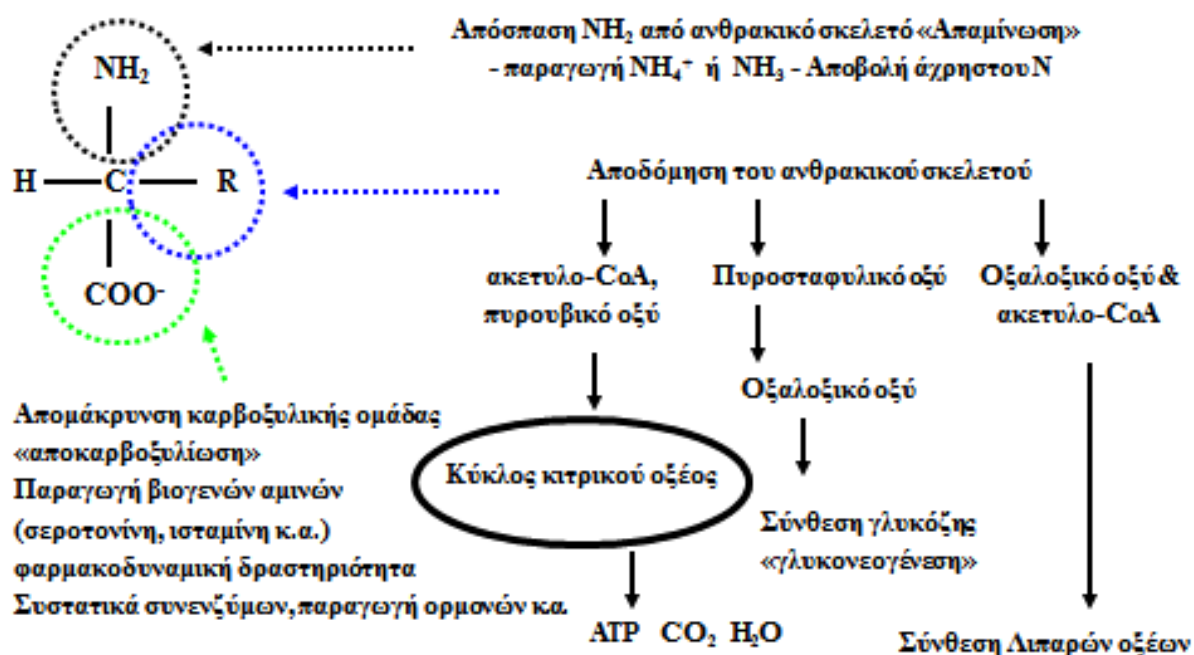 Απόσπαση NH₂ από ανθρακικό σκελετό «Απαμίνωση»
- παραγωγή NH₄⁺ ή NH₃ - Αποβολή άχρηστου N
NH₂
H C R
COO⁻
Αποδόμηση του ανθρακικού σκελετού
ακετυλο-CoA,
πυρουβικό οξύ
Πυροσταφυλικό οξύ
Οξαλοξικό οξύ &
ακετυλο-CoA
Οξαλοξικό οξύ
Απομάκρυνση καρβοξυλικής ομάδας
«αποκαρβοξυλίωση»
Παραγωγή βιογενών αμινών
(σεροτονίνη, ισταμίνη κ.α.)
φαρμακοδυναμική δραστηριότητα
Συστατικά συνενζύμων, παραγωγή ορμονών κ.α.
Κύκλος κιτρικού οξέος
Σύνθεση γλυκόζης
«γλυκονεογένεση»
ATP CO₂ H₂O
Σύνθεση Λιπαρών οξέων